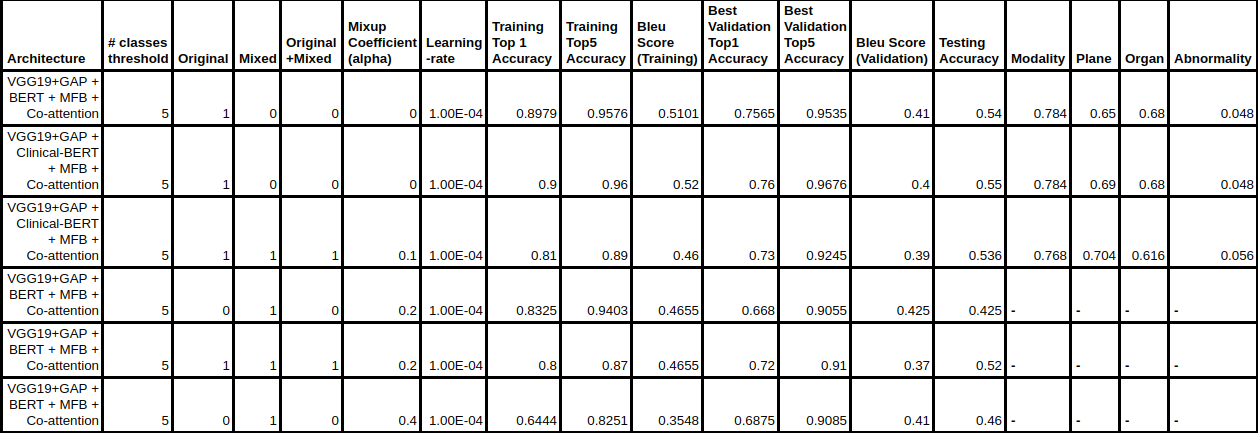 Architecture | # classes threshold | Original | Mixed | Original +Mixed | Mixup Coefficient (alpha) | Learning -rate | Training Top 1 Accuracy | Training Top5 Accuracy | Bleu Score (Training) | Best Validation Top1 Accuracy | Best Validation Top5 Accuracy | Bleu Score (Validation) | Testing Accuracy | Modality | Plane | Organ | Abnormality
VGG19+GAP + BERT + MFB + Co-attention | 5 | 1 | 0 | 0 | 0 | 1.00E-04 | 0.8979 | 0.9576 | 0.5101 | 0.7565 | 0.9535 | 0.41 | 0.54 | 0.784 | 0.65 | 0.68 | 0.048
VGG19+GAP + Clinical-BERT + MFB + Co-attention | 5 | 1 | 0 | 0 | 0 | 1.00E-04 | 0.9 | 0.96 | 0.52 | 0.76 | 0.9676 | 0.4 | 0.55 | 0.784 | 0.69 | 0.68 | 0.048
VGG19+GAP + Clinical-BERT + MFB + Co-attention | 5 | 1 | 1 | 1 | 0.1 | 1.00E-04 | 0.81 | 0.89 | 0.46 | 0.73 | 0.9245 | 0.39 | 0.536 | 0.768 | 0.704 | 0.616 | 0.056
VGG19+GAP + BERT + MFB + Co-attention | 5 | 0 | 1 | 0 | 0.2 | 1.00E-04 | 0.8325 | 0.9403 | 0.4655 | 0.668 | 0.9055 | 0.425 | 0.425 | - | - | - | -
VGG19+GAP + BERT + MFB + Co-attention | 5 | 1 | 1 | 1 | 0.2 | 1.00E-04 | 0.8 | 0.87 | 0.4655 | 0.72 | 0.91 | 0.37 | 0.52 | - | - | - | -
VGG19+GAP + BERT + MFB + Co-attention | 5 | 0 | 1 | 0 | 0.4 | 1.00E-04 | 0.6444 | 0.8251 | 0.3548 | 0.6875 | 0.9085 | 0.41 | 0.46 | - | - | - | -